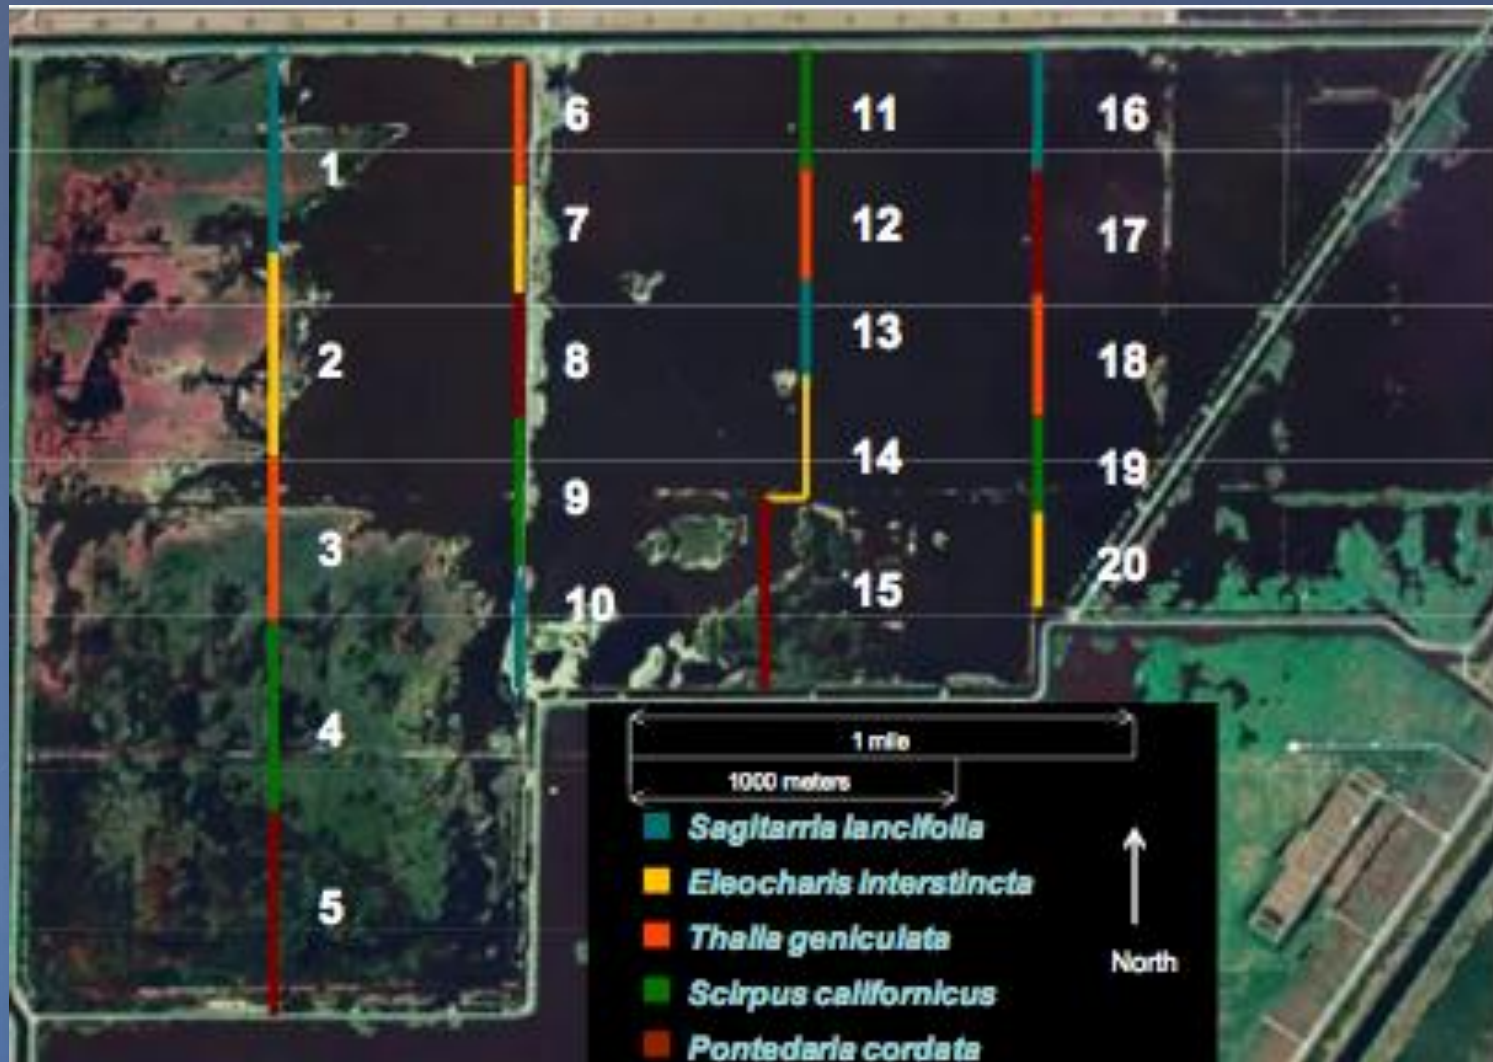 1
2
3
4
5
6
7
8
9
10
11
12
13
14
15
16
17
18
19
20
1 mile
1000 meters
Sagitarria lancifolia
Eleocharis interstincta
Thalia geniculata
Scirpus californicus
Pontedaria cordata
North